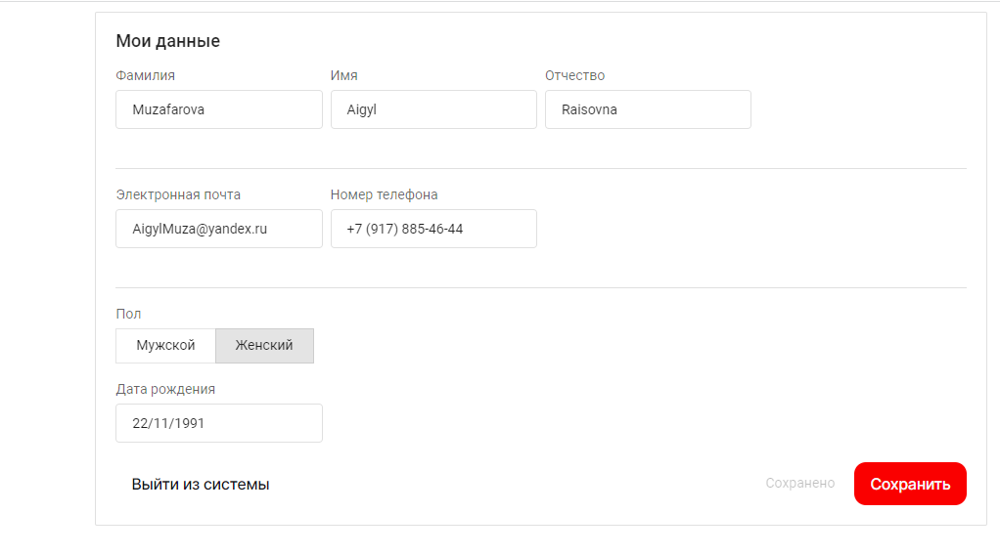 Мои данные
Фамилия Имя Отчество
Muzafarova Aigyl Raisovna
Электронная почта Номер телефона
AigylMuza@yandex.ru +7 (917) 885-46-44
Пол
Мужской Женский
Дата рождения
22/11/1991
Выйти из системы Сохранено Сохранить